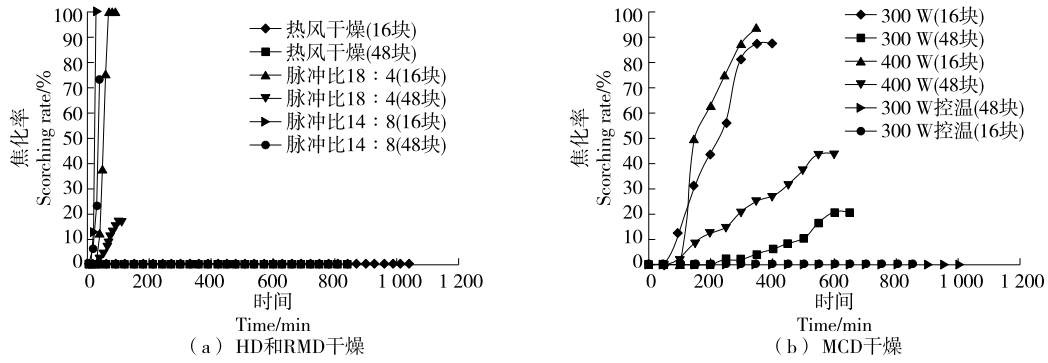 焦化率
Scorching rate/%
100
90
80
70
60
50
40
30
20
10
0
0 200 400 600 800 1 000 1 200
时间
Time/min
热风干燥(16块)
热风干燥(48块)
脉冲比18：4(16块)
脉冲比18：4(48块)
脉冲比14：8(16块)
脉冲比14：8(48块)
（a）HD和RMD干燥
焦化率
Scorching rate/%
100
90
80
70
60
50
40
30
20
10
0
0 200 400 600 800 1 000 1 200
时间
Time/min
300 W(16块)
300 W(48块)
400 W(16块)
400 W(48块)
300 W控温(48块)
300 W控温(16块)
（b）MCD干燥